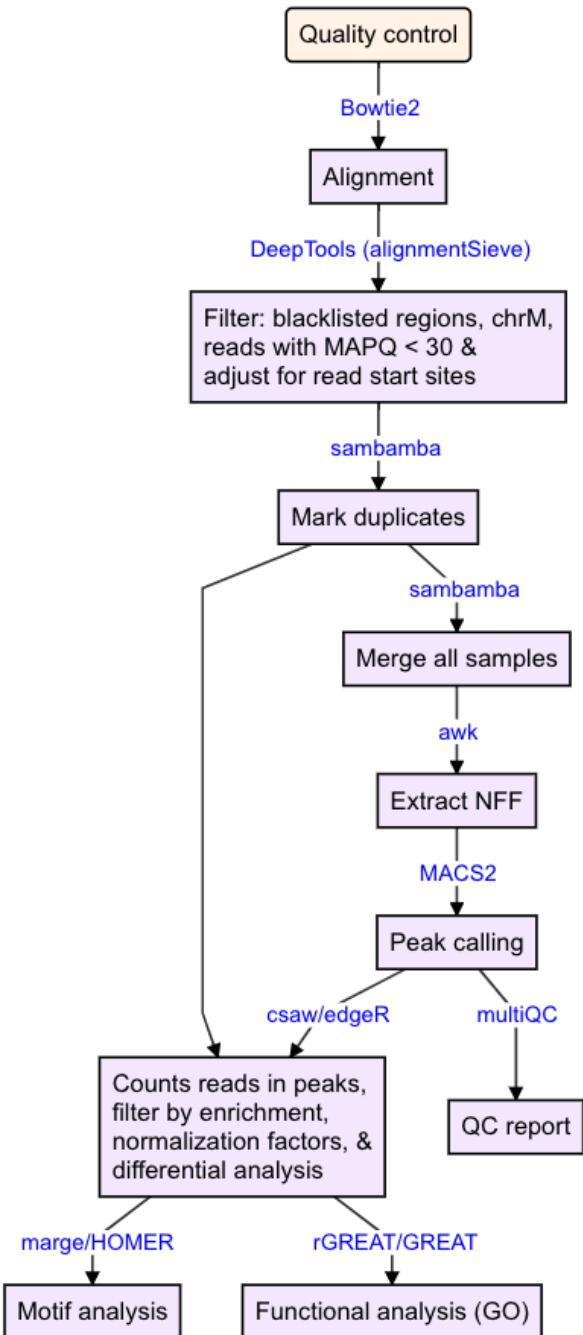 Quality control
Bowtie2
Alignment
DeepTools (alignmentSieve)
Filter: blacklisted regions, chrM,
reads with MAPQ < 30 &
adjust for read start sites
sambamba
Mark duplicates
sambamba
Merge all samples
awk
Extract NFF
MACS2
Peak calling
csaw/edgeR
multiQC
Counts reads in peaks,
filter by enrichment,
normalization factors, &
differential analysis
QC report
marge/HOMER
rGREAT/GREAT
Motif analysis
Functional analysis (GO)